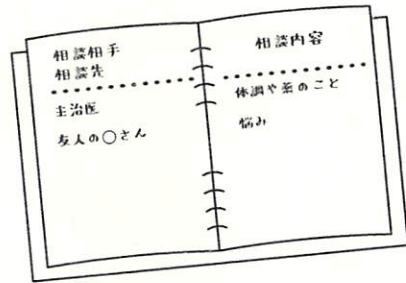 相談相手
相談先
主治医
友人の○さん
相談内容
体調や薬のこと
悩み